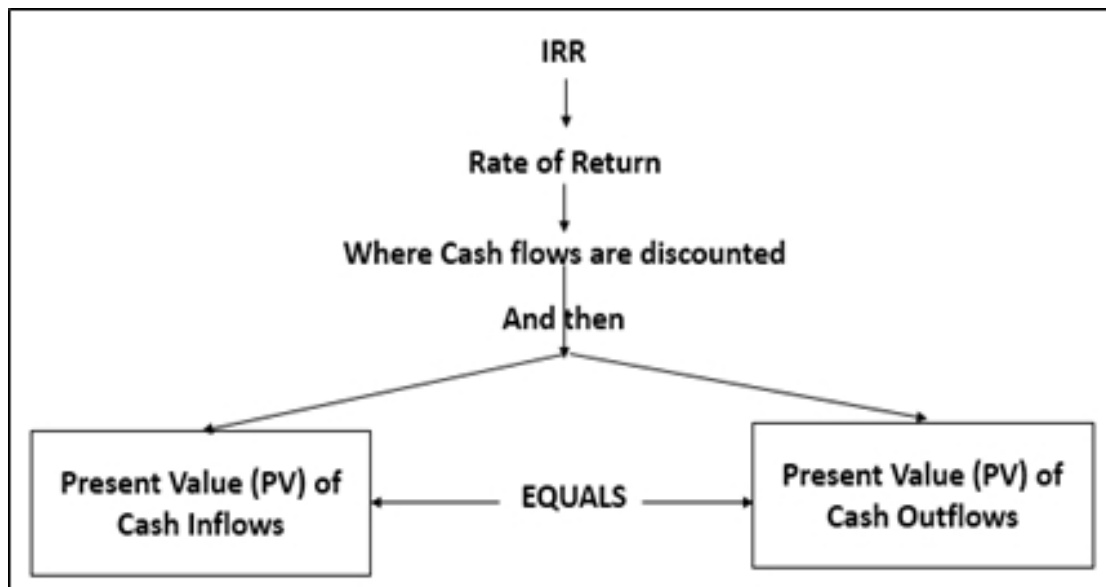 IRR
Rate of Return
Where Cash flows are discounted
And then
Present Value (PV) of
Cash Inflows
EQUALS
Present Value (PV) of
Cash Outflows